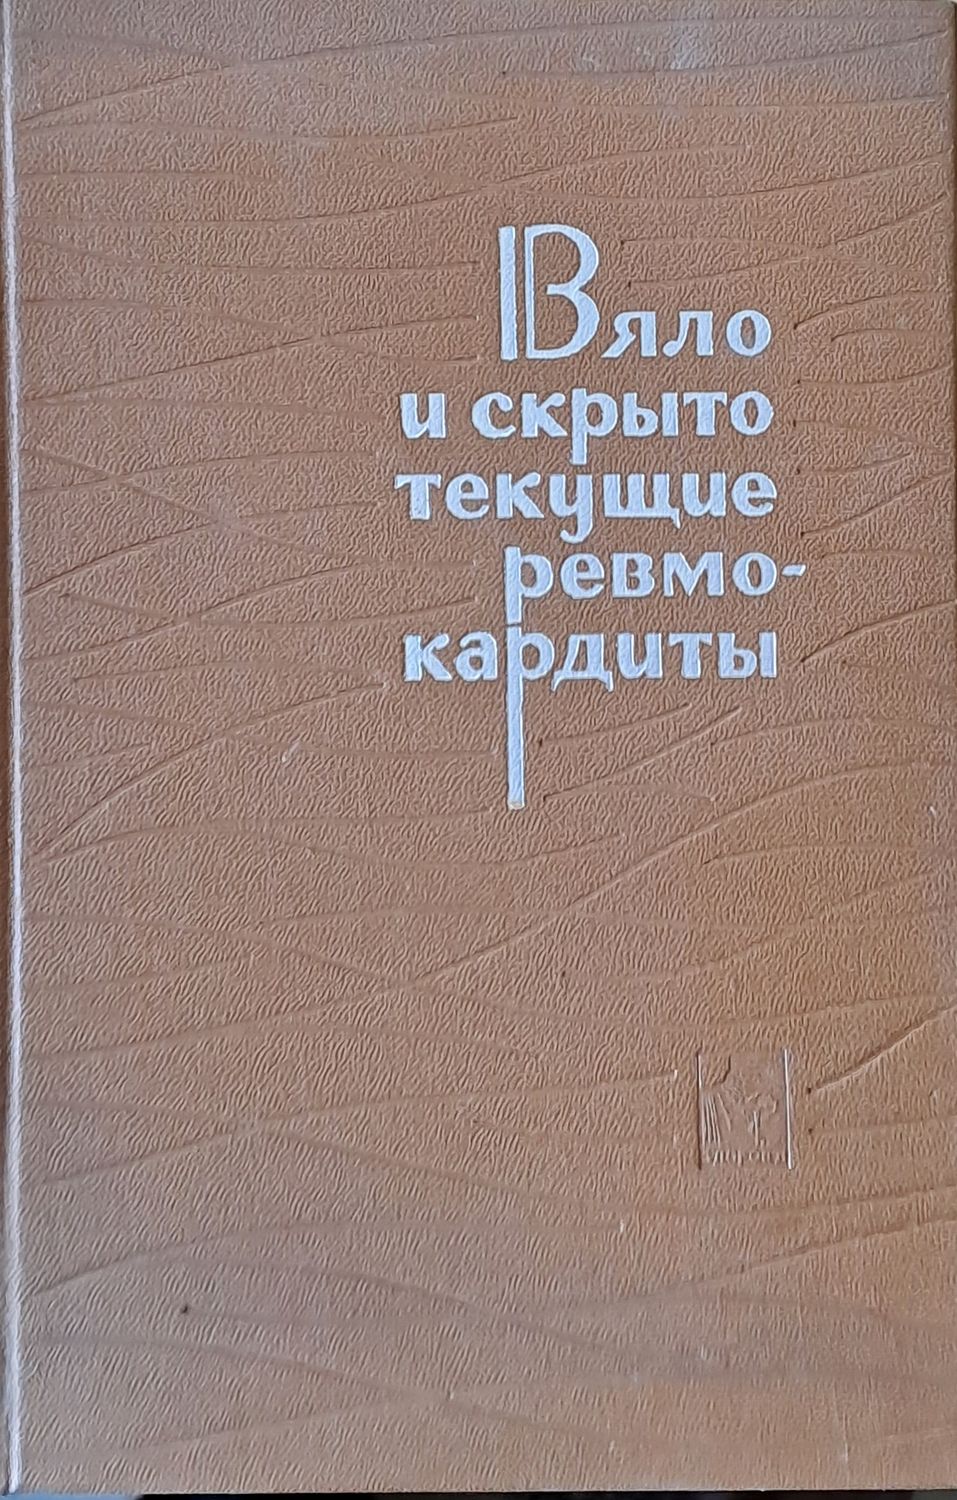 Вяло
и скрыто
текущие
ревмо-
кардиты